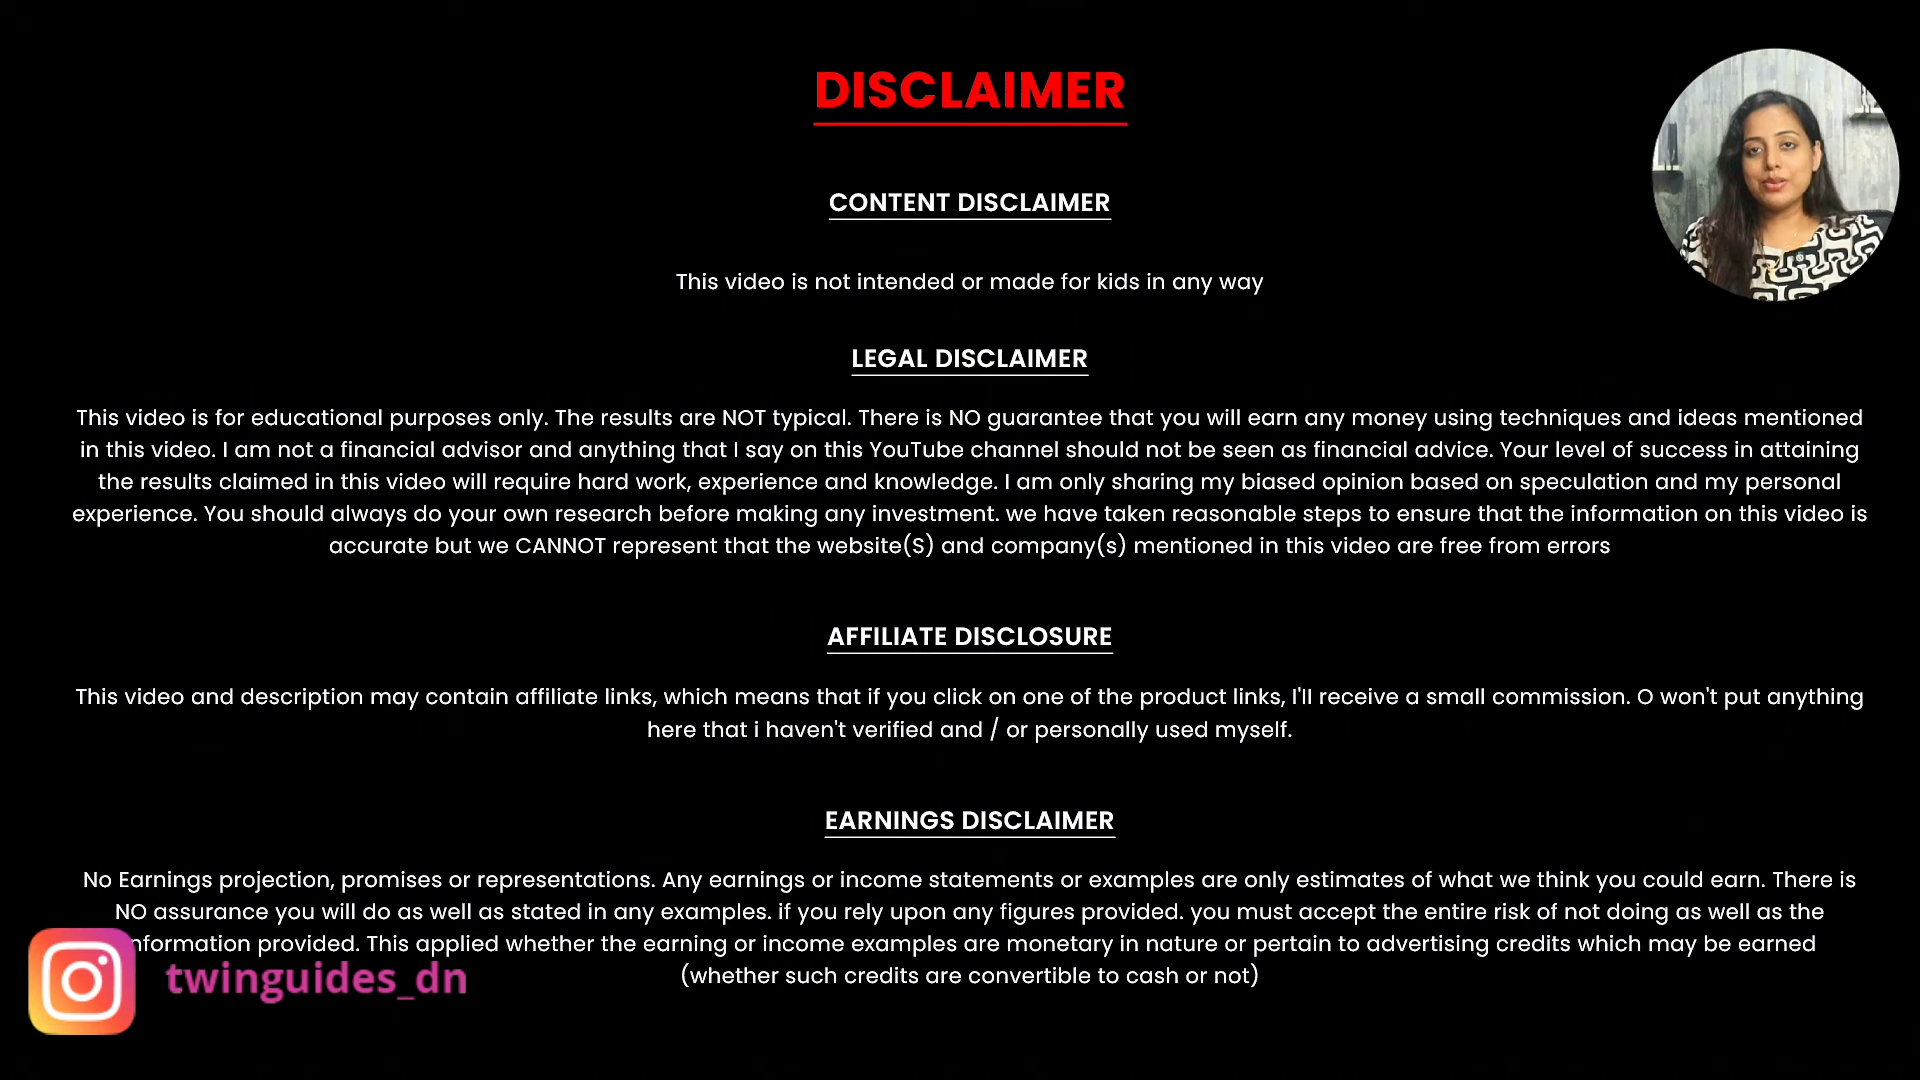 DISCLAIMER
CONTENT DISCLAIMER
This video is not intended or made for kids in any way
LEGAL DISCLAIMER
This video is for educational purposes only. The results are NOT typical. There is NO guarantee that you will earn any money using techniques and ideas mentioned
in this video. I am not a financial advisor and anything that I say on this YouTube channel should not be seen as financial advice. Your level of success in attaining
the results claimed in this video will require hard work, experience and knowledge. I am only sharing my biased opinion based on speculation and my personal
experience. You should always do your own research before making any investment. we have taken reasonable steps to ensure that the information on this video is
accurate but we CANNOT represent that the website(S) and company(s) mentioned in this video are free from errors
AFFILIATE DISCLOSURE
This video and description may contain affiliate links, which means that if you click on one of the product links, I'll receive a small commission. O won't put anything
here that i haven't verified and / or personally used myself.
EARNINGS DISCLAIMER
No Earnings projection, promises or representations. Any earnings or income statements or examples are only estimates of what we think you could earn. There is
NO assurance you will do as well as stated in any examples. if you rely upon any figures provided. you must accept the entire risk of not doing as well as the
nformation provided. This applied whether the earning or income examples are monetary in nature or pertain to advertising credits which may be earned
(whether such credits are convertible to cash or not)
twinguides_dn